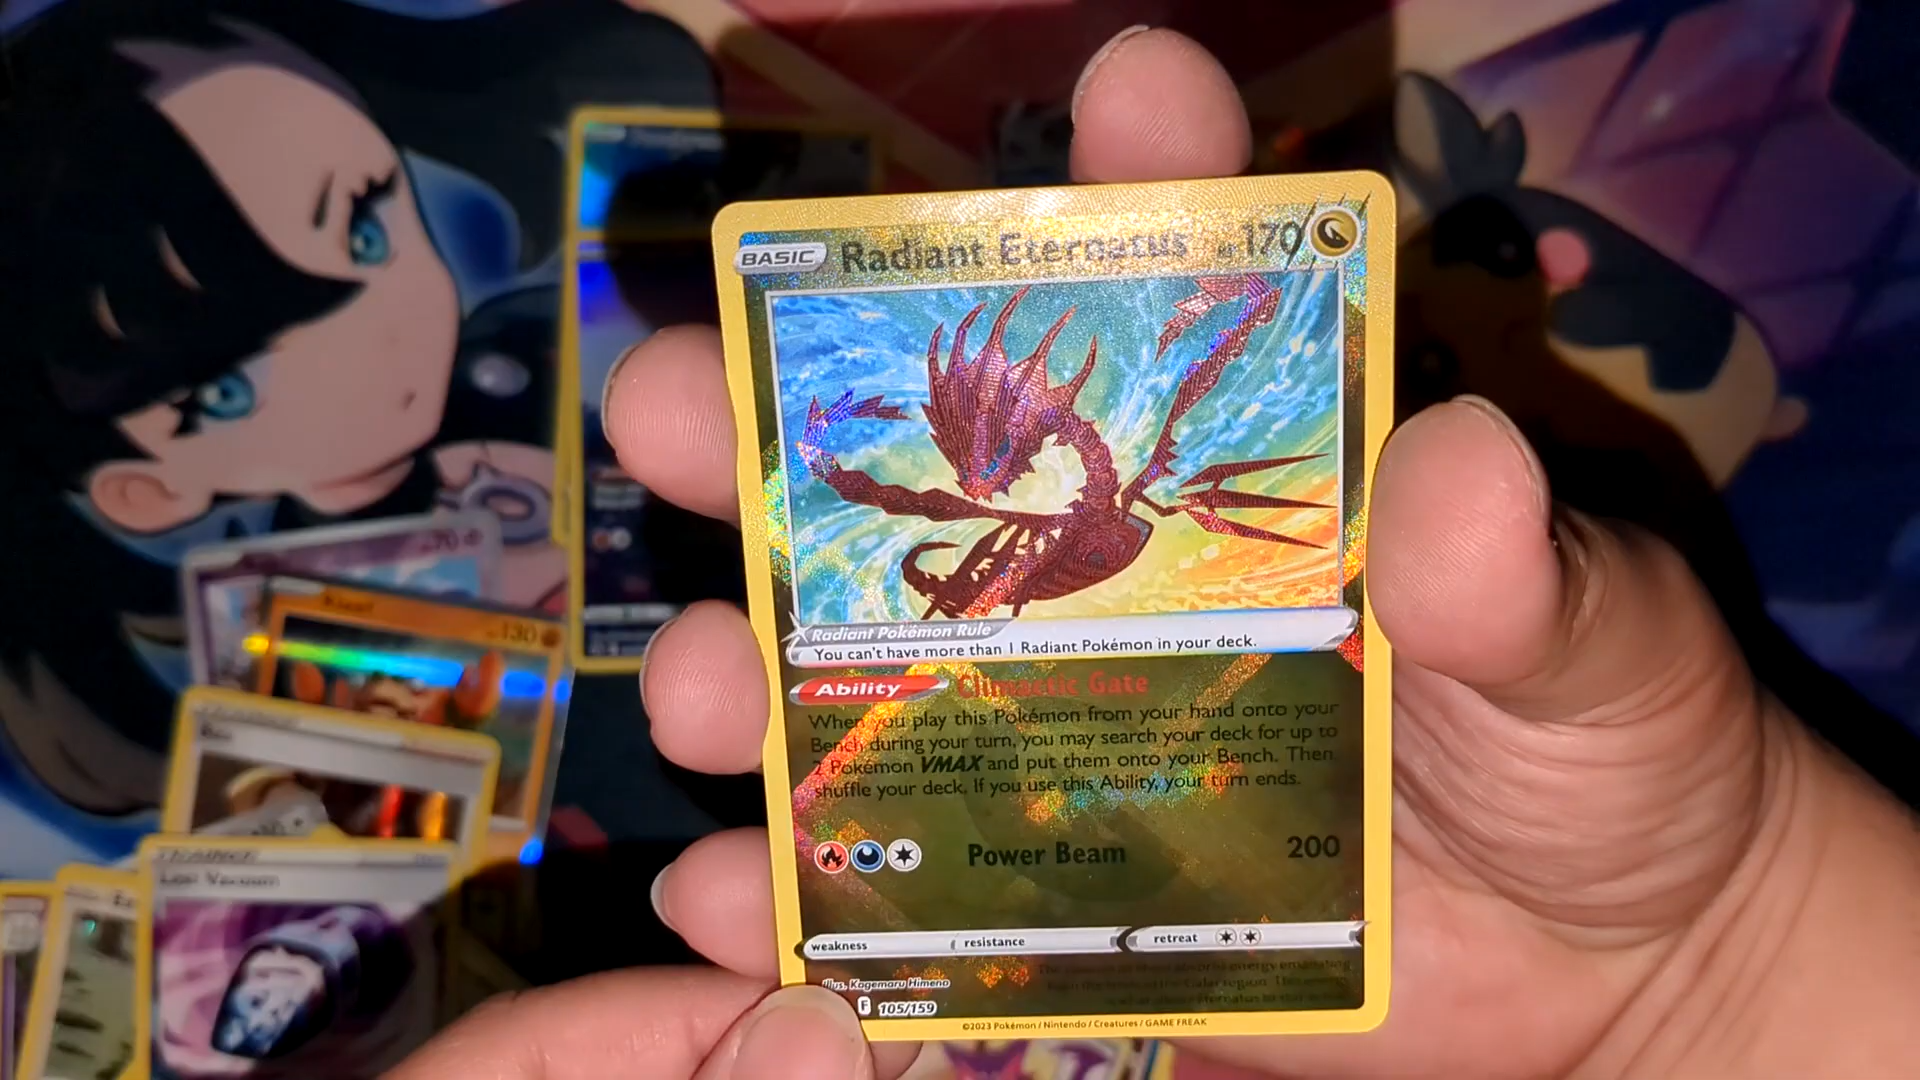 BASIC Radiant Eternatus HP 170
Radiant Pokémon Rule
You can't have more than 1 Radiant Pokémon in your deck.
Ability Climactic Gate
When you play this Pokémon from your hand onto your
Bench during your turn, you may search your deck for up to
2 Pokémon VMAX and put them onto your Bench. Then,
shuffle your deck. If you use this Ability, your turn ends.
Power Beam 200
weakness resistance retreat
Illus. Kagemaru Himeno
F 105/159
©2023 Pokémon / Nintendo / Creatures / GAME FREAK
70
130
Lost Vacuum